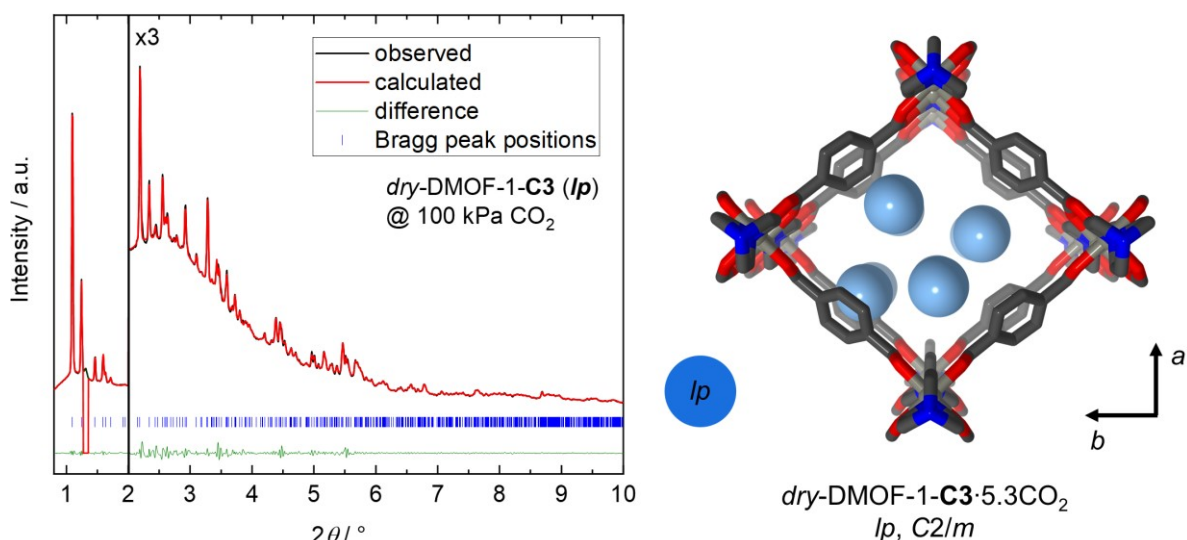 x3
observed
calculated
difference
Bragg peak positions
dry-DMOF-1-C3 (lp)
@ 100 kPa CO₂
Intensity / a.u.
1 2 3 4 5 6 7 8 9 10
2θ / °
lp
a
b
dry-DMOF-1-C3·5.3CO₂
lp, C2/m